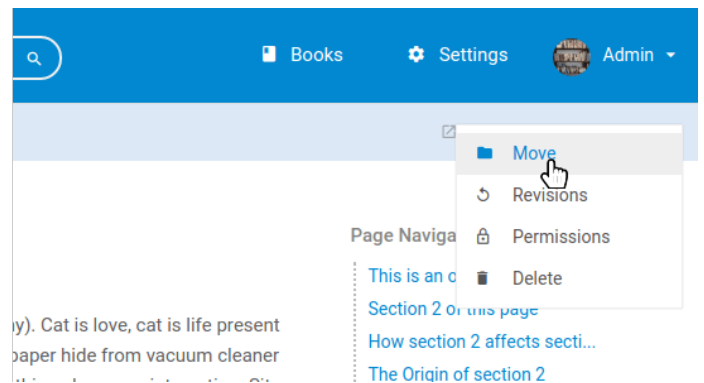 Books
Settings
Admin
Move
Revisions
Permissions
Delete
Page Naviga
This is an o
Section 2 of this page
How section 2 affects secti...
The Origin of section 2
ny). Cat is love, cat is life present
paper hide from vacuum cleaner